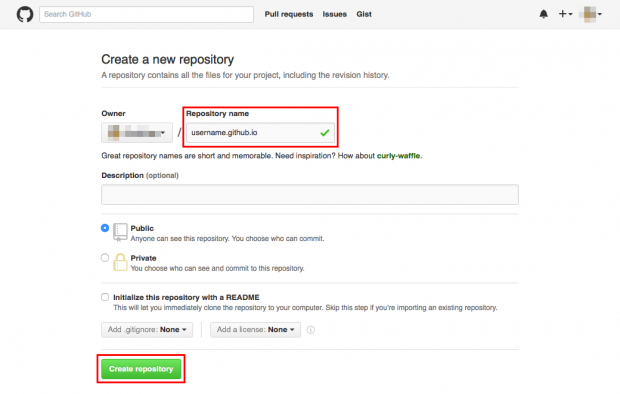 Search GitHub Pull requests Issues Gist
Create a new repository
A repository contains all the files for your project, including the revision history.
Owner Repository name
/ username.github.io
Great repository names are short and memorable. Need inspiration? How about curly-waffle.
Description (optional)
Public
Anyone can see this repository. You choose who can commit.
Private
You choose who can see and commit to this repository.
Initialize this repository with a README
This will let you immediately clone the repository to your computer. Skip this step if you're importing an existing repository.
Add .gitignore: None Add a license: None
Create repository